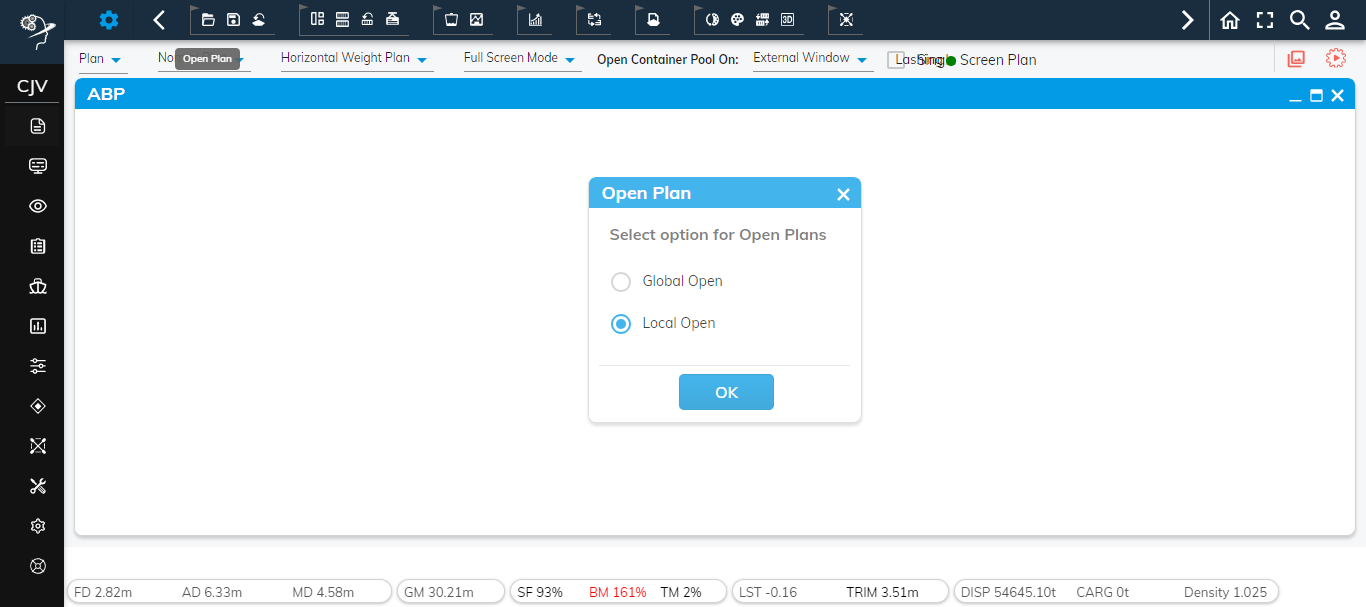 3D
CJV
Plan
No
Open Plan
Horizontal Weight Plan
Full Screen Mode
Open Container Pool On:
External Window
Lashing
Single Screen Plan
ABP
Open Plan
Select option for Open Plans
Global Open
Local Open
OK
FD 2.82m AD 6.33m MD 4.58m
GM 30.21m
SF 93% BM 161% TM 2%
LST -0.16 TRIM 3.51m
DISP 54645.10t CARG 0t Density 1.025